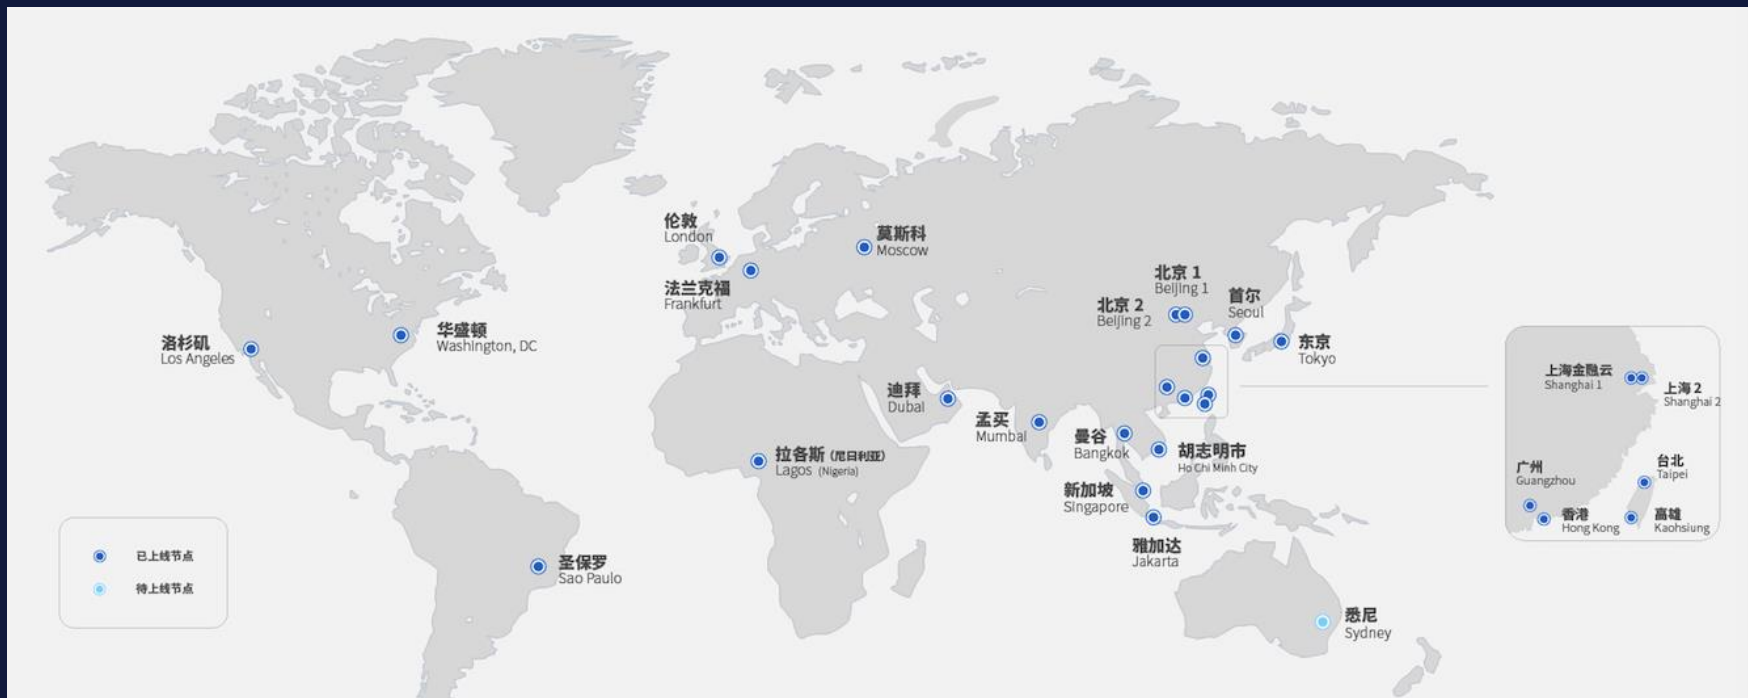 伦敦
London
莫斯科
Moscow
法兰克福
Frankfurt
北京 1
Beijing 1
北京 2
Beijing 2
首尔
Seoul
东京
Tokyo
洛杉矶
Los Angeles
华盛顿
Washington, DC
迪拜
Dubai
孟买
Mumbai
曼谷
Bangkok
胡志明市
Ho Chi Minh City
拉各斯 (尼日利亚)
Lagos (Nigeria)
新加坡
Singapore
雅加达
Jakarta
圣保罗
Sao Paulo
悉尼
Sydney
上海金融云
Shanghai 1
上海 2
Shanghai 2
广州
Guangzhou
台北
Taipei
香港
Hong Kong
高雄
Kaohsiung
已上线节点
待上线节点